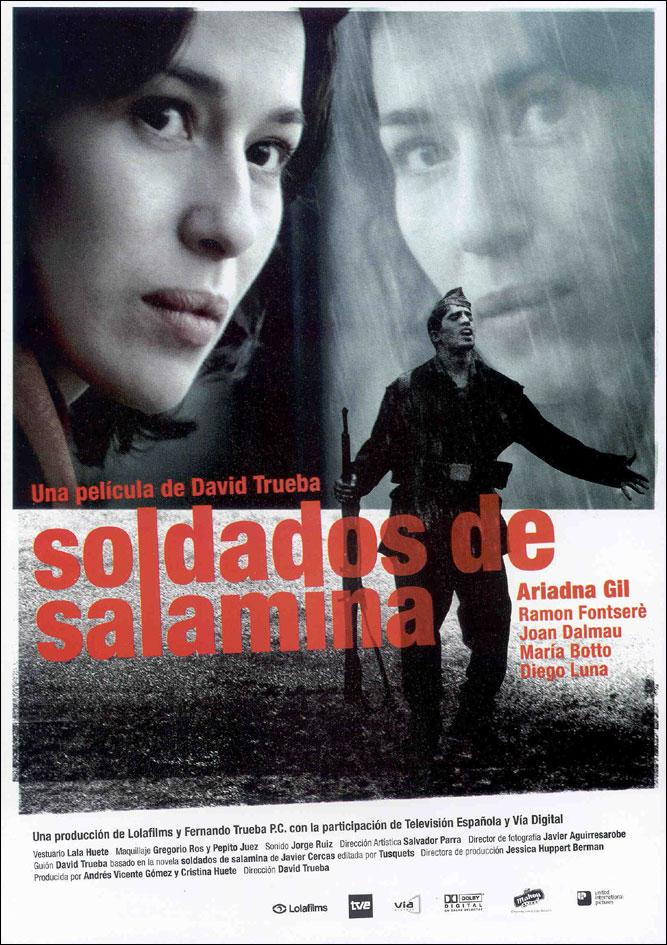 Una película de David Trueba
soldados de
salamina
Ariadna Gil
Ramon Fontserè
Joan Dalmau
María Botto
Diego Luna
Una producción de Lolafilms y Fernando Trueba P.C. con la participación de Televisión Española y Vía Digital
Vestuario Lala Huete Maquillaje Gregorio Ros y Pepito Juez Sonido Jorge Ruiz Dirección Artística Salvador Parra Director de fotografía Javier Aguirresarobe
Guión David Trueba basado en la novela soldados de salamina de Javier Cercas editada por Tusquets Directora de producción Jessica Huppert Berman
Producida por Andrés Vicente Gómez y Cristina Huete Dirección David Trueba
Lolafilms
tve
vía
DOLBY
DIGITAL
mahou
united
international
pictures